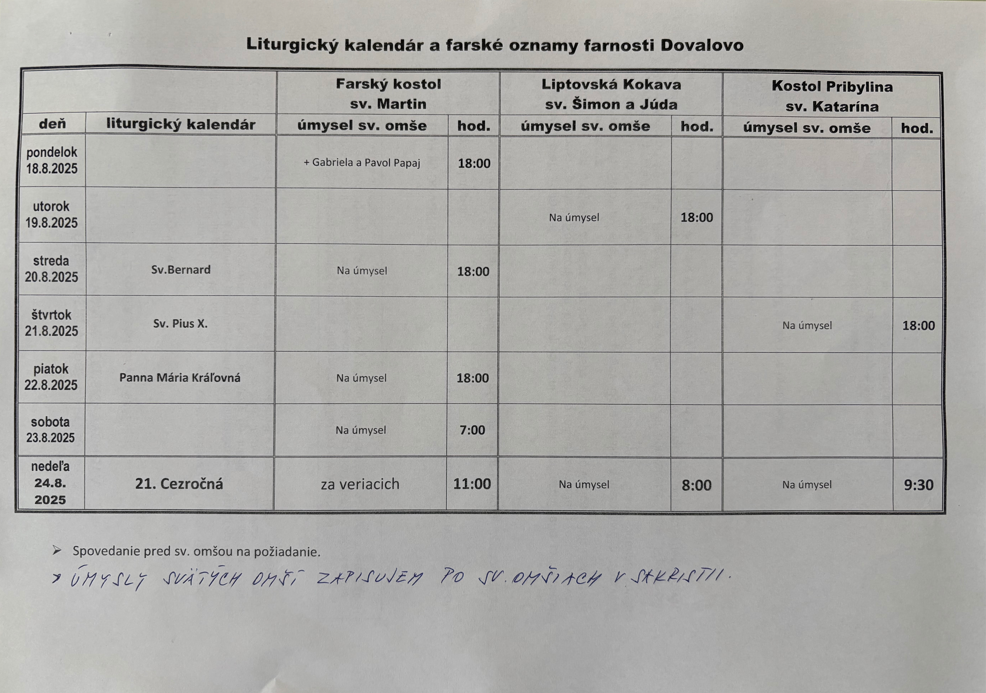 Liturgický kalendár a farské oznamy farnosti Dovalovo
Farský kostol Liptovská Kokava Kostol Pribylina
sv. Martin sv. Šimon a Júda sv. Katarína
deň liturgický kalendár úmysel sv. omše hod. úmysel sv. omše hod. úmysel sv. omše hod.
pondelok
18.8.2025 + Gabriela a Pavol Papaj 18:00
utorok
19.8.2025 Na úmysel 18:00
streda
20.8.2025 Sv.Bernard Na úmysel 18:00
štvrtok
21.8.2025 Sv. Pius X. Na úmysel 18:00
piatok
22.8.2025 Panna Mária Kráľovná Na úmysel 18:00
sobota
23.8.2025 Na úmysel 7:00
nedeľa
24.8. 21. Cezročná za veriacich 11:00 Na úmysel 8:00 Na úmysel 9:30
2025
➢ Spovedanie pred sv. omšou na požiadanie.
➢ ÚMYSLY SVÄTÝCH OMŠÍ ZAPISUJEM PO SV. OMŠIACH V SAKRISTII.